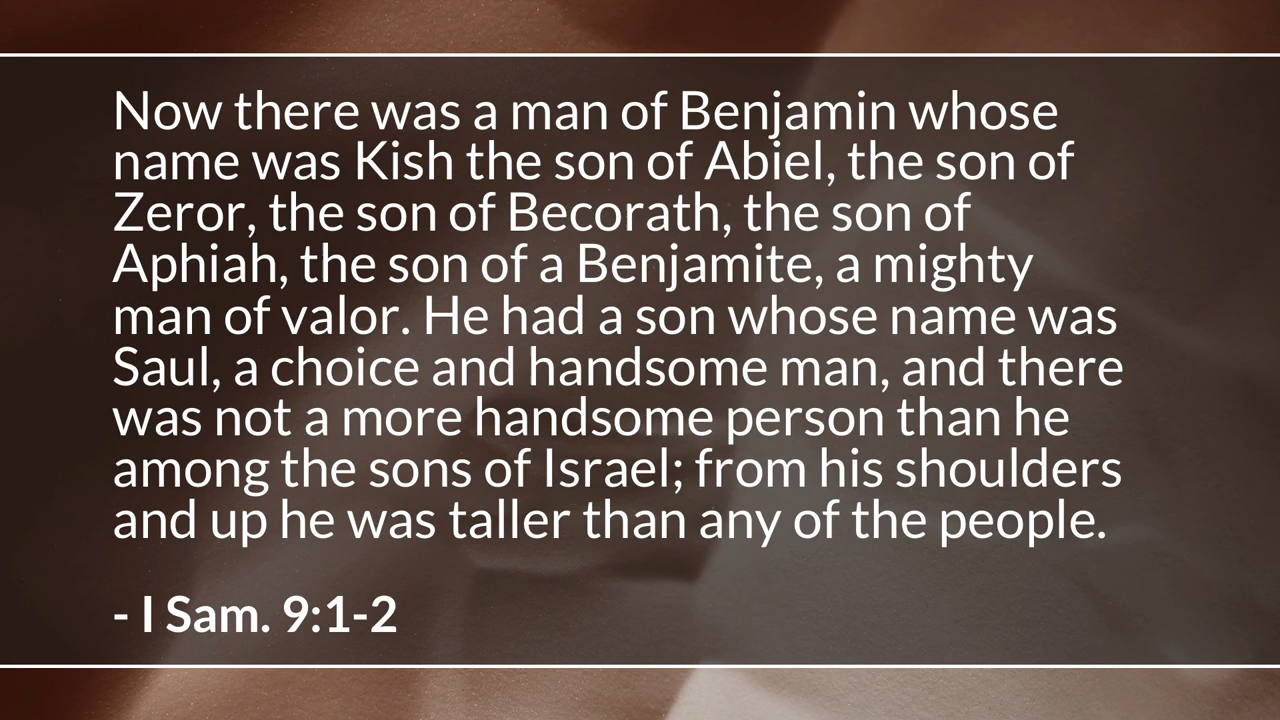 Now there was a man of Benjamin whose
name was Kish the son of Abiel, the son of
Zeror, the son of Becorath, the son of
Aphiah, the son of a Benjamite, a mighty
man of valor. He had a son whose name was
Saul, a choice and handsome man, and there
was not a more handsome person than he
among the sons of Israel; from his shoulders
and up he was taller than any of the people.
- I Sam. 9:1-2